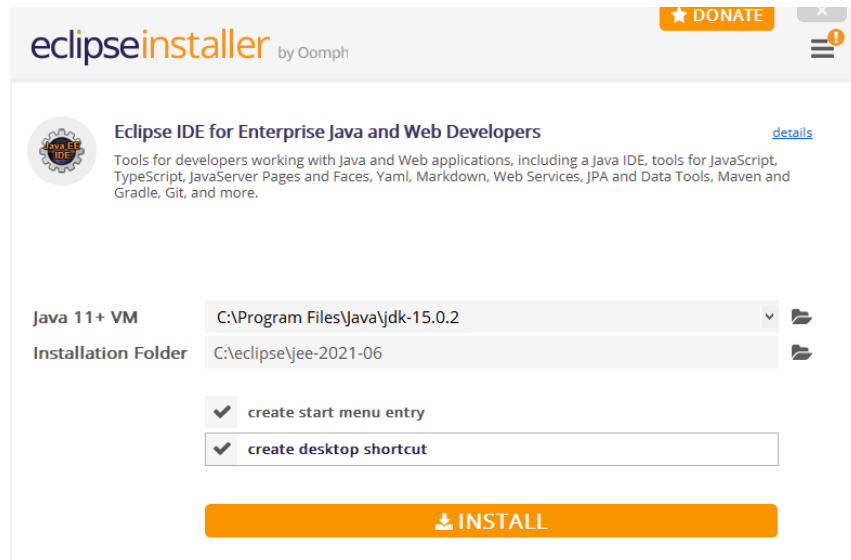 DONATE
eclipseinstaller by Oomph
Eclipse IDE for Enterprise Java and Web Developers
details
Java EE
IDE
Tools for developers working with Java and Web applications, including a Java IDE, tools for JavaScript,
TypeScript, JavaServer Pages and Faces, Yaml, Markdown, Web Services, JPA and Data Tools, Maven and
Gradle, Git, and more.
Java 11+ VM C:\Program Files\Java\jdk-15.0.2
Installation Folder C:\eclipse\jee-2021-06
create start menu entry
create desktop shortcut
INSTALL